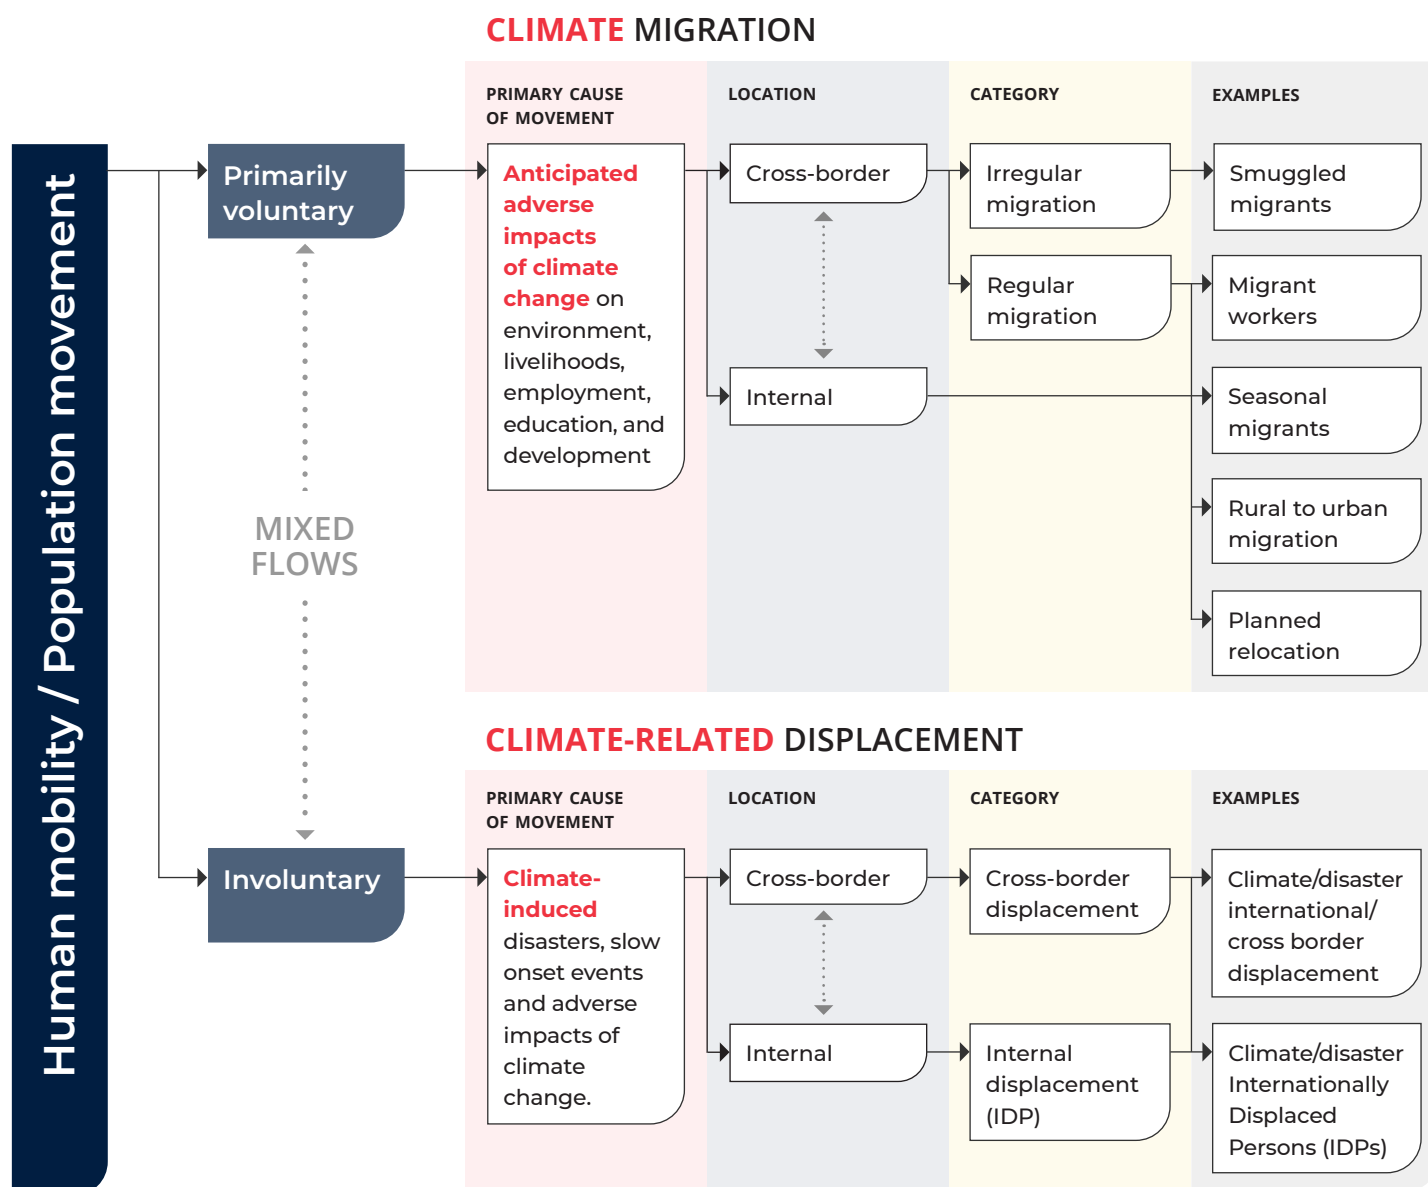 CLIMATE MIGRATION
PRIMARY CAUSE
OF MOVEMENT
LOCATION
CATEGORY
EXAMPLES
Human mobility / Population movement
Primarily
voluntary
Anticipated
adverse
impacts
of climate
change on
environment,
livelihoods,
employment,
education, and
development
Cross-border
Internal
Irregular
migration
Regular
migration
Smuggled
migrants
Migrant
workers
Seasonal
migrants
Rural to urban
migration
Planned
relocation
MIXED
FLOWS
CLIMATE-RELATED DISPLACEMENT
PRIMARY CAUSE
OF MOVEMENT
LOCATION
CATEGORY
EXAMPLES
Involuntary
Climate-
induced
disasters, slow
onset events
and adverse
impacts of
climate
change.
Cross-border
Internal
Cross-border
displacement
Internal
displacement
(IDP)
Climate/disaster
international/
cross border
displacement
Climate/disaster
Internationally
Displaced
Persons (IDPs)